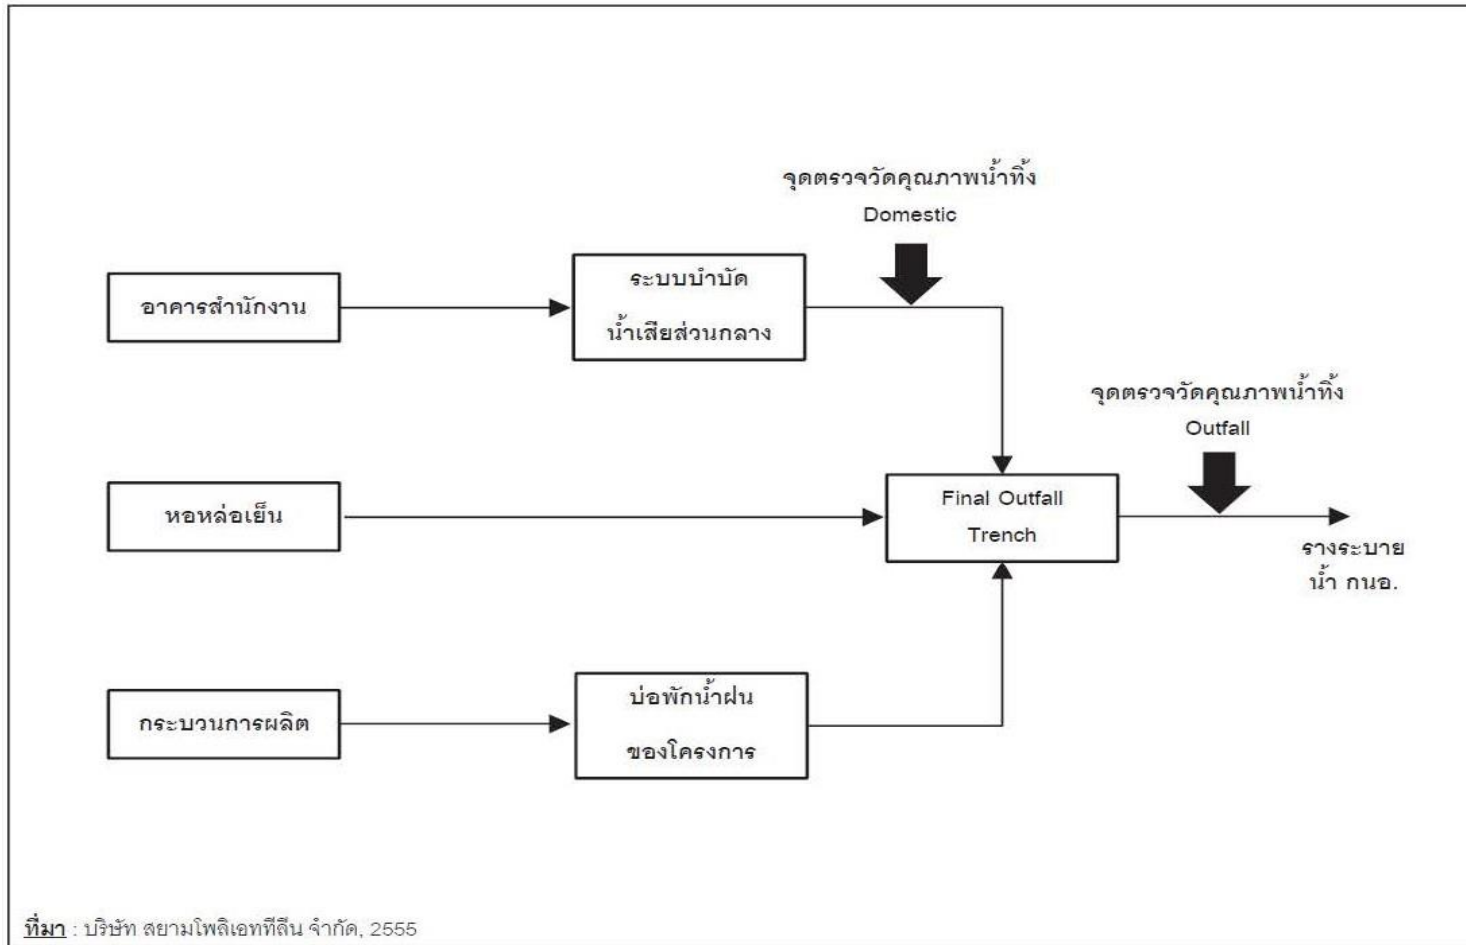 จุดตรวจวัดคุณภาพน้ำทิ้ง
Domestic
อาคารสำนักงาน
ระบบบำบัด
น้ำเสียส่วนกลาง
จุดตรวจวัดคุณภาพน้ำทิ้ง
Outfall
หอหล่อเย็น
Final Outfall
Trench
รางระบาย
น้ำ กนอ.
กระบวนการผลิต
บ่อพักน้ำฝน
ของโครงการ
ที่มา : บริษัท สยามโพลิเอททีลีน จำกัด, 2555